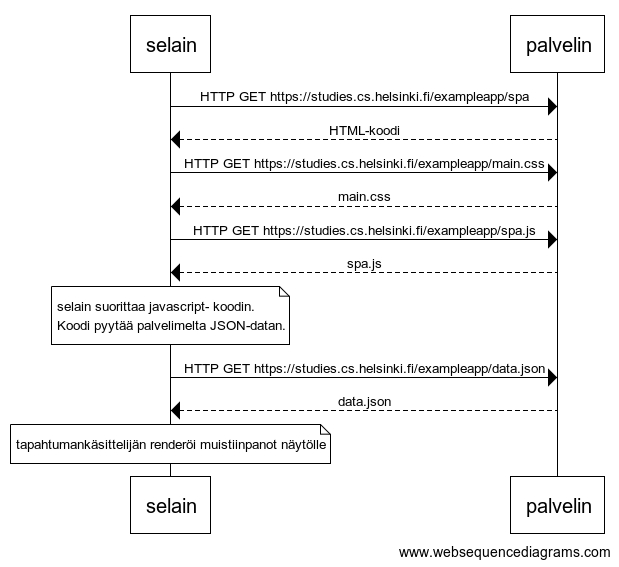 selain
palvelin
HTTP GET https://studies.cs.helsinki.fi/exampleapp/spa
HTML-koodi
HTTP GET https://studies.cs.helsinki.fi/exampleapp/main.css
main.css
HTTP GET https://studies.cs.helsinki.fi/exampleapp/spa.js
spa.js
selain suorittaa javascript- koodin.
Koodi pyytää palvelimelta JSON-datan.
HTTP GET https://studies.cs.helsinki.fi/exampleapp/data.json
data.json
tapahtumankäsittelijän renderöi muistiinpanot näytölle
selain
palvelin
www.websequencediagrams.com